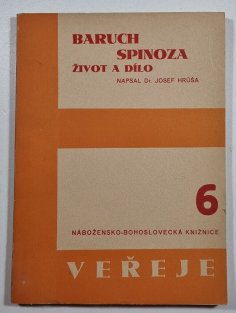 BARUCH
SPINOZA
ŽIVOT A DÍLO
NAPSAL Dr. JOSEF HRŮŠA
6
NÁBOŽENSKO-BOHOSLOVECKÁ KNIŽNICE
VEŘEJE